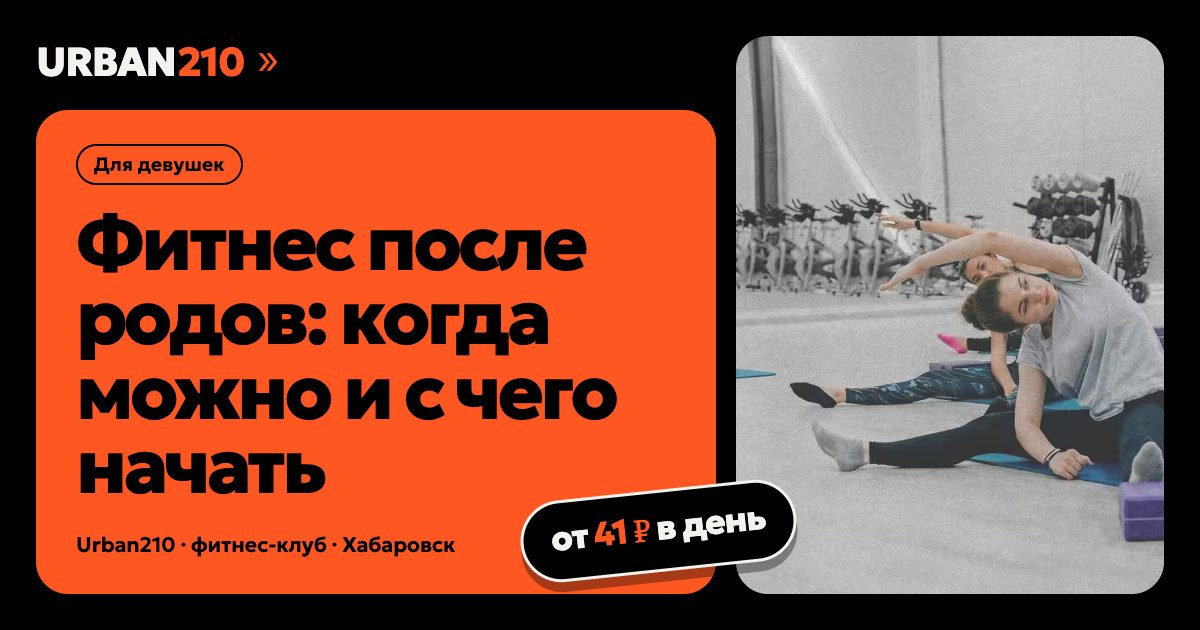 URBAN210 »
Для девушек
Фитнес после
родов: когда
можно и с чего
начать
Urban210 · фитнес-клуб · Хабаровск
от 41 ₽ в день